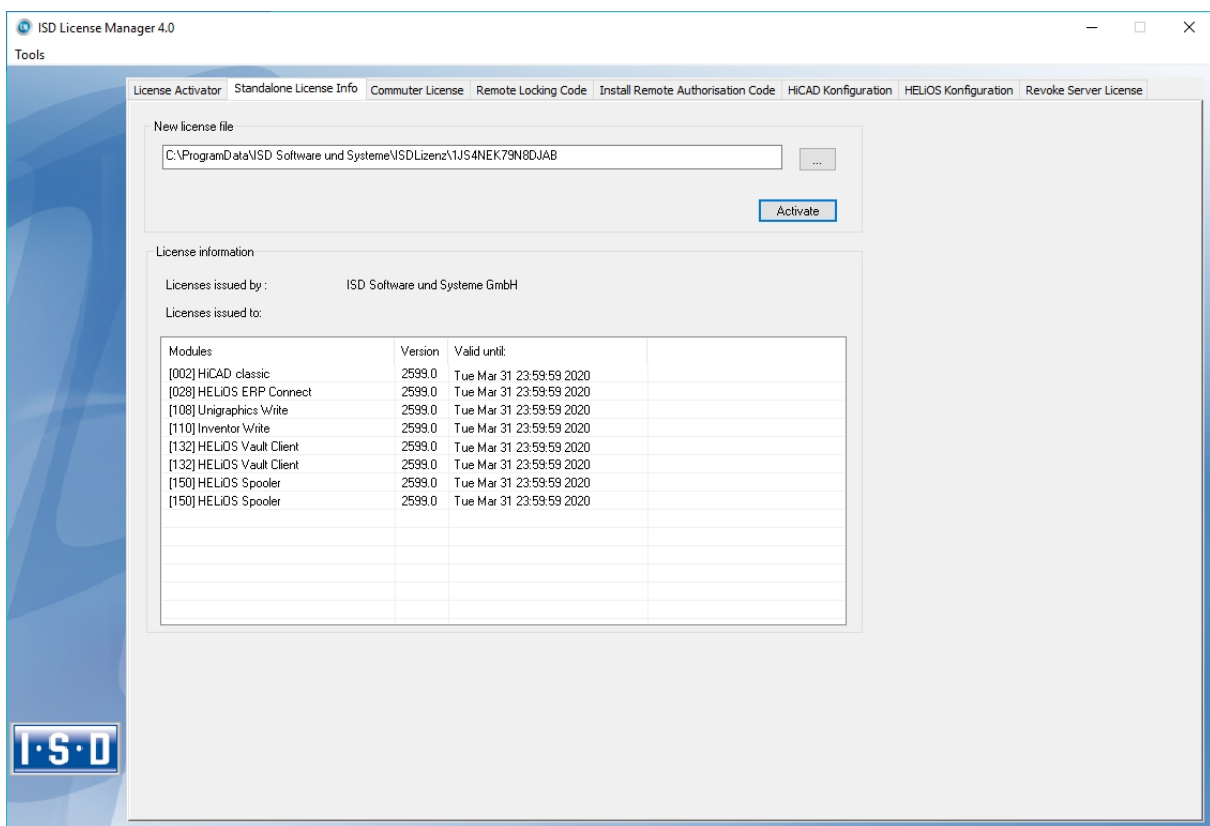 ISD License Manager 4.0
Tools
License Activator Standalone License Info Commuter License Remote Locking Code Install Remote Authorisation Code HiCAD Konfiguration HELiOS Konfiguration Revoke Server License
New license file
C:\ProgramData\ISD Software und Systeme\ISDLizenz\1JS4NEK79N8DJAB
...
Activate
License information
Licenses issued by : ISD Software und Systeme GmbH
Licenses issued to:
Modules Version Valid until:
[002] HiCAD classic 2599.0 Tue Mar 31 23:59:59 2020
[028] HELiOS ERP Connect 2599.0 Tue Mar 31 23:59:59 2020
[108] Unigraphics Write 2599.0 Tue Mar 31 23:59:59 2020
[110] Inventor Write 2599.0 Tue Mar 31 23:59:59 2020
[132] HELiOS Vault Client 2599.0 Tue Mar 31 23:59:59 2020
[132] HELiOS Vault Client 2599.0 Tue Mar 31 23:59:59 2020
[150] HELiOS Spooler 2599.0 Tue Mar 31 23:59:59 2020
[150] HELiOS Spooler 2599.0 Tue Mar 31 23:59:59 2020
I·S·D